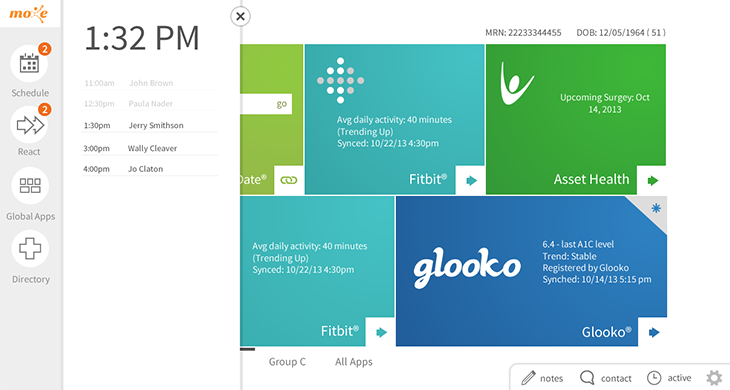 moxe
1:32 PM
MRN: 22233344455 DOB: 12/05/1964 ( 51 )
2
Schedule
2
React
Global Apps
Directory
11:00am John Brown
12:30pm Paula Nader
1:30pm Jerry Smithson
3:00pm Wally Cleaver
4:00pm Jo Claton
go
Date®
Avg daily activity: 40 minutes
(Trending Up)
Synced: 10/22/13 4:30pm
Fitbit®
Upcoming Surgey: Oct
14, 2013
Asset Health
Avg daily activity: 40 minutes
(Trending Up)
Synced: 10/22/13 4:30pm
Fitbit®
glooko
6.4 - last A1C level
Trend: Stable
Registered by Glooko
Synched: 10/14/13 5:15 pm
Glooko®
Group C All Apps
notes contact active